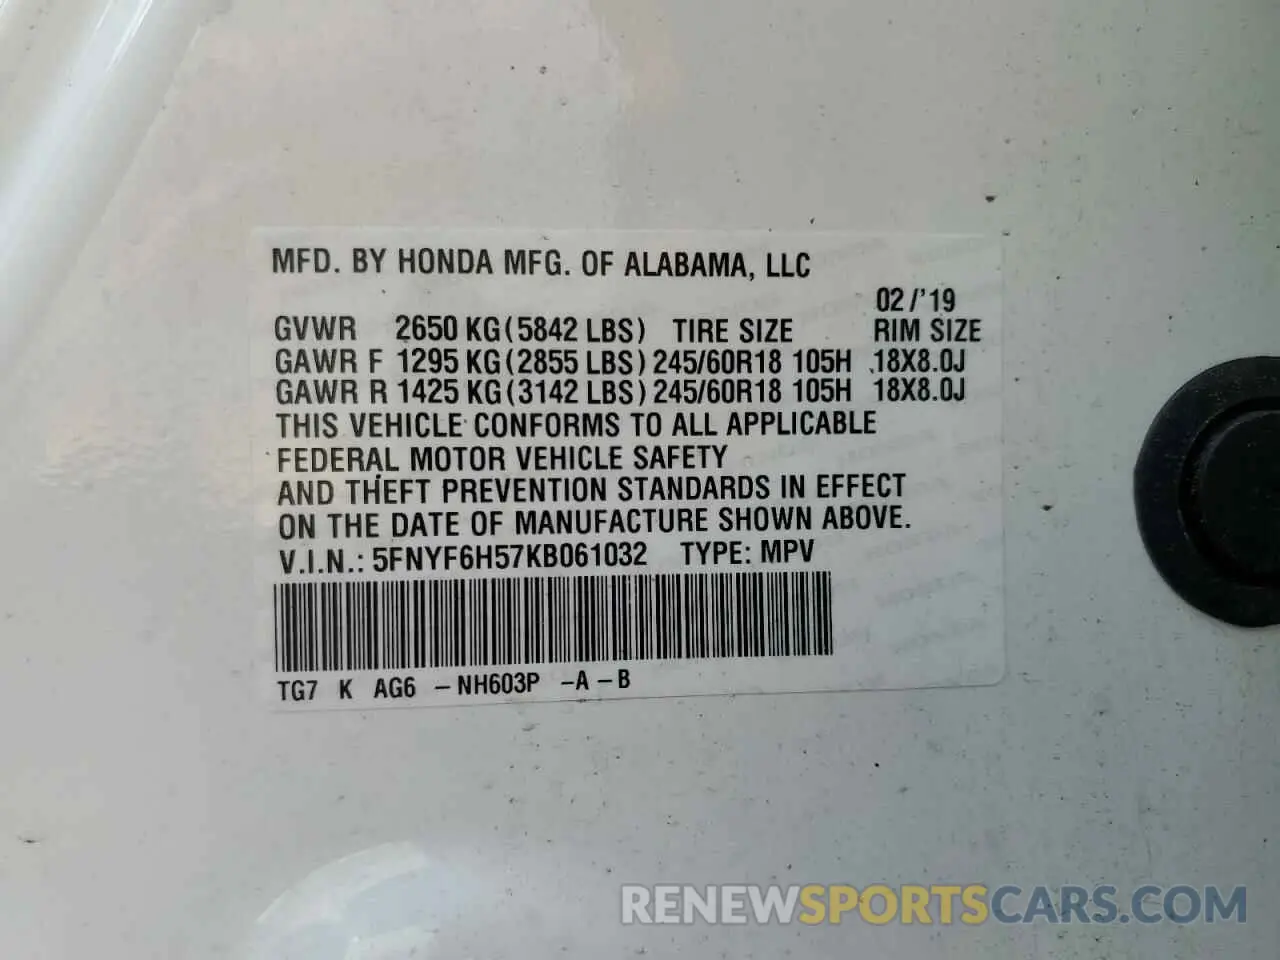 MFD. BY HONDA MFG. OF ALABAMA, LLC
02/'19
GVWR 2650 KG(5842 LBS) TIRE SIZE RIM SIZE
GAWR F 1295 KG(2855 LBS) 245/60R18 105H 18X8.0J
GAWR R 1425 KG(3142 LBS) 245/60R18 105H 18X8.0J
THIS VEHICLE CONFORMS TO ALL APPLICABLE
FEDERAL MOTOR VEHICLE SAFETY
AND THEFT PREVENTION STANDARDS IN EFFECT
ON THE DATE OF MANUFACTURE SHOWN ABOVE.
V.I.N.: 5FNYF6H57KB061032 TYPE: MPV
TG7 K AG6 -NH603P -A-B
RENEWSPORTSCARS.COM